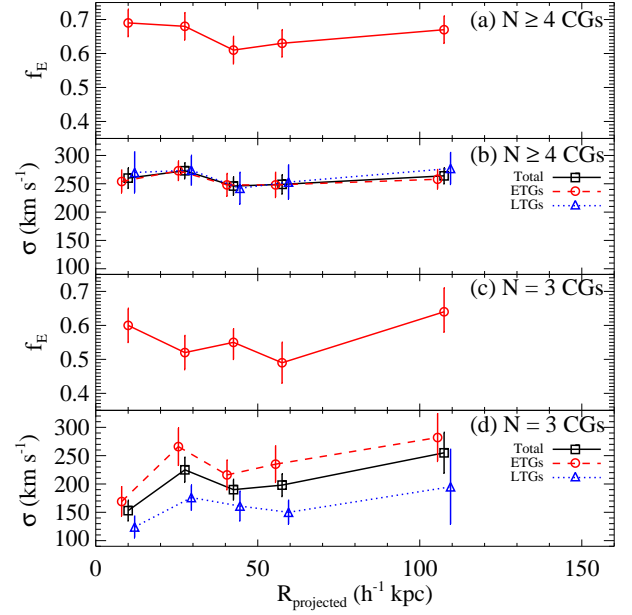 (a) N ≥ 4 CGs
0.7
0.6
0.5
0.4
f_E
(b) N ≥ 4 CGs
Total
ETGs
LTGs
300
250
200
150
100
σ (km s⁻¹)
(c) N = 3 CGs
0.7
0.6
0.5
0.4
f_E
(d) N = 3 CGs
Total
ETGs
LTGs
300
250
200
150
100
σ (km s⁻¹)
0 50 100 150
R_projected (h⁻¹ kpc)